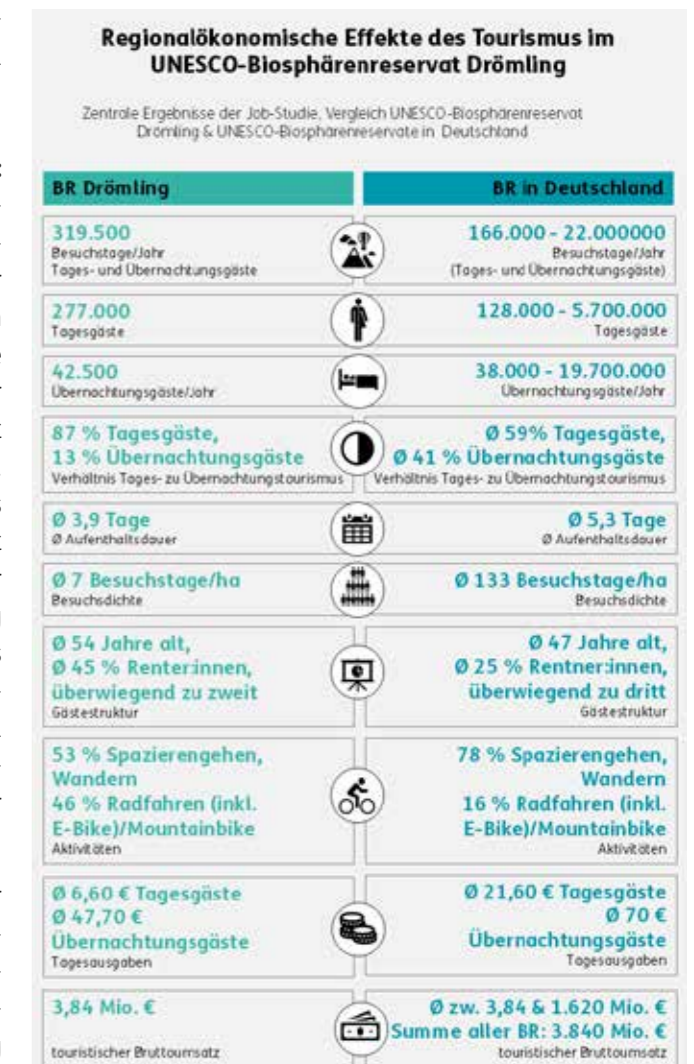 Regionalökonomische Effekte des Tourismus im
UNESCO-Biosphärenreservat Drömling
Zentrale Ergebnisse der Job-Studie, Vergleich UNESCO-Biosphärenreservat
Drömling & UNESCO-Biosphärenreservate in Deutschland
BR Drömling
BR in Deutschland
319.500
Besuchstage/Jahr
Tages- und Übernachtungsgäste
166.000 - 22.000000
Besuchstage/Jahr
(Tages- und Übernachtungsgäste)
277.000
Tagesgäste
128.000 - 5.700.000
Tagesgäste
42.500
Übernachtungsgäste/Jahr
38.000 - 19.700.000
Übernachtungsgäste/Jahr
87 % Tagesgäste,
13 % Übernachtungsgäste
Verhältnis Tages- zu Übernachtungstourismus
Ø 59% Tagesgäste,
Ø 41 % Übernachtungsgäste
Verhältnis Tages- zu Übernachtungstourismus
Ø 3,9 Tage
Ø Aufenthaltsdauer
Ø 5,3 Tage
Ø Aufenthaltsdauer
Ø 7 Besuchstage/ha
Besuchsdichte
Ø 133 Besuchstage/ha
Besuchsdichte
Ø 54 Jahre alt,
Ø 45 % Renter:innen,
überwiegend zu zweit
Gästestruktur
Ø 47 Jahre alt,
Ø 25 % Rentner:innen,
überwiegend zu dritt
Gästestruktur
53 % Spazierengehen,
Wandern
46 % Radfahren (inkl.
E-Bike)/Mountainbike
Aktivitäten
78 % Spazierengehen,
Wandern
16 % Radfahren (inkl.
E-Bike)/Mountainbike
Aktivitäten
Ø 6,60 € Tagesgäste
Ø 47,70 €
Übernachtungsgäste
Tagesausgaben
Ø 21,60 € Tagesgäste
Ø 70 €
Übernachtungsgäste
Tagesausgaben
3,84 Mio. €
touristischer Bruttoumsatz
Ø zw. 3,84 & 1.620 Mio. €
Summe aller BR: 3.840 Mio. €
touristischer Bruttoumsatz